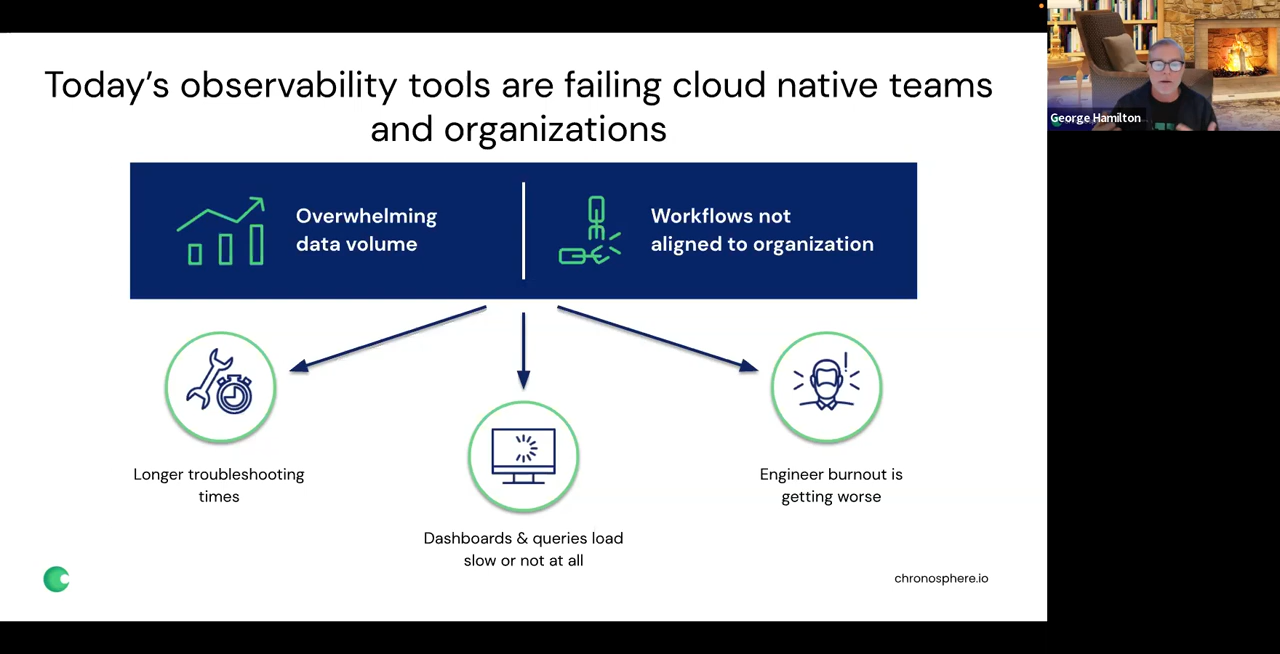 Today's observability tools are failing cloud native teams
and organizations
Overwhelming
data volume
Workflows not
aligned to organization
Longer troubleshooting
times
Dashboards & queries load
slow or not at all
Engineer burnout is
getting worse
chronosphere.io
George Hamilton